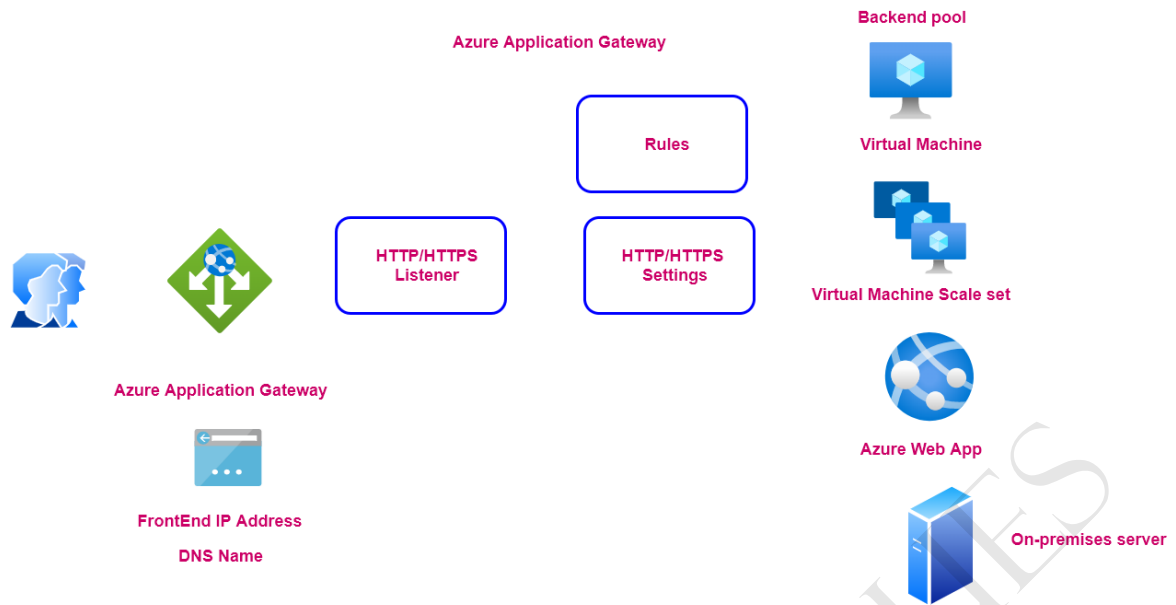 Backend pool
Azure Application Gateway
Rules
Virtual Machine
HTTP/HTTPS
Listener
HTTP/HTTPS
Settings
Virtual Machine Scale set
Azure Application Gateway
Azure Web App
FrontEnd IP Address
DNS Name
On-premises server